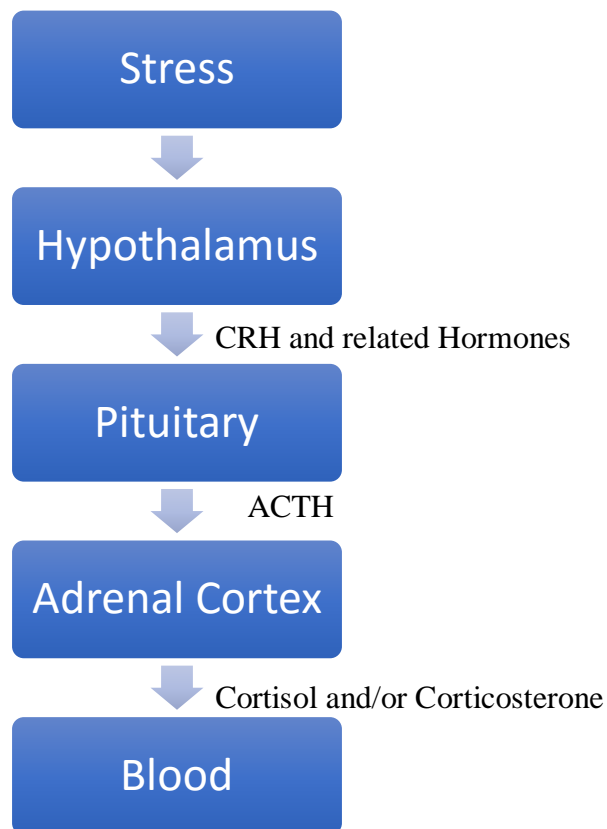 Stress
Hypothalamus
CRH and related Hormones
Pituitary
ACTH
Adrenal Cortex
Cortisol and/or Corticosterone
Blood